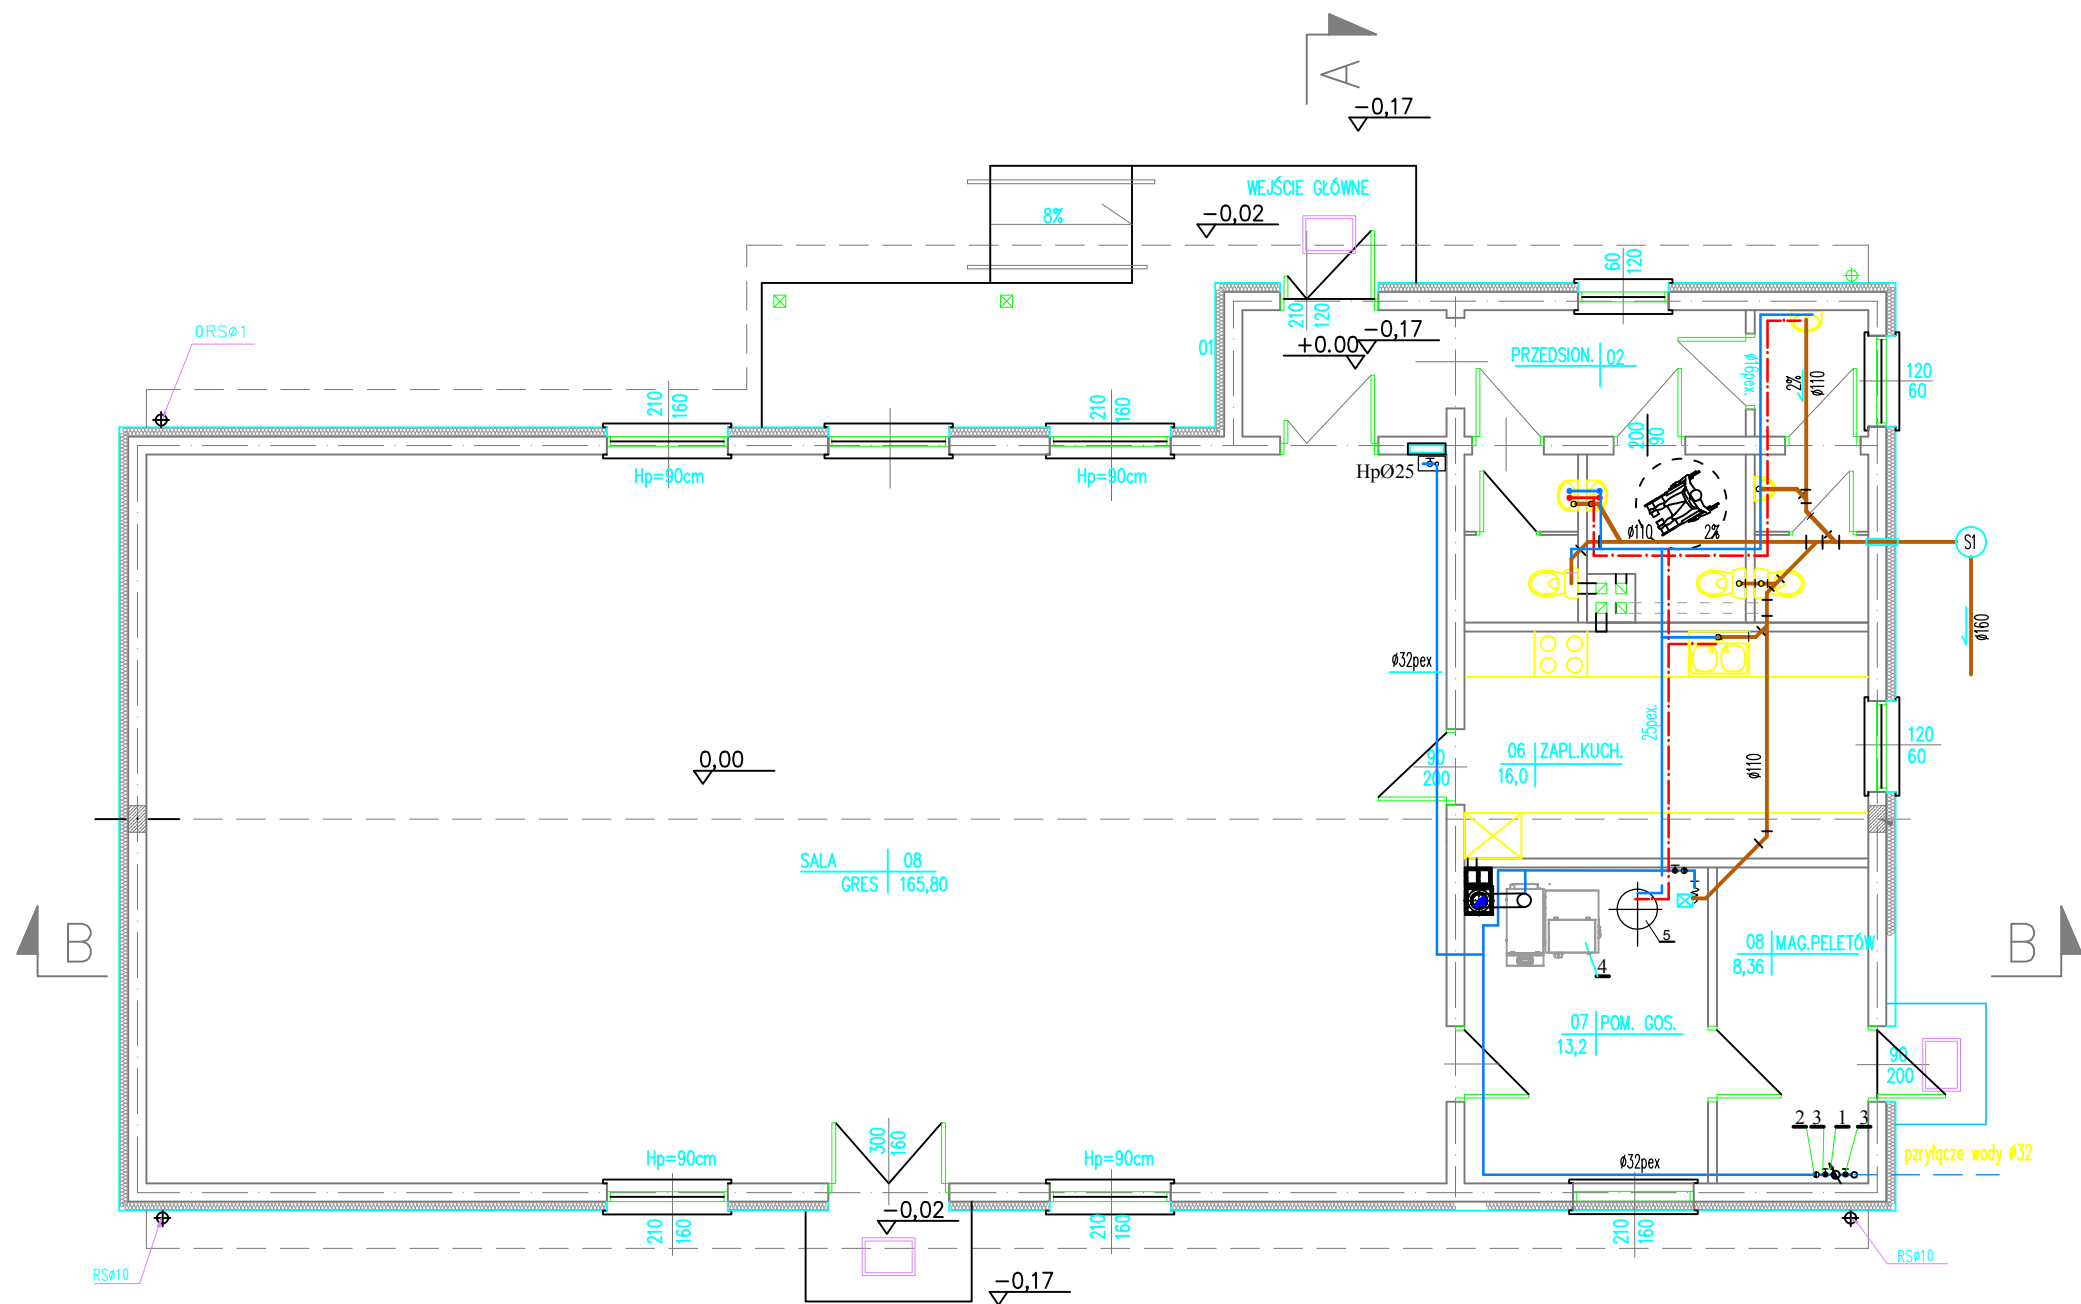 A
-0,17
WEJŚCIE GŁÓWNE
-0,02
8%
60
120
0RSø1
210
120
-0,17
+0.00
01
PRZEDSION. 02
ø16pex.
2%
ø110
120
60
210
160
210
160
200
90
Hp=90cm
Hp=90cm
HpØ25
ø110
2%
S1
ø160
ø32pex
25pex.
0,00
90
200
06 ZAPL.KUCH.
16,0
ø110
120
60
SALA 08
GRES 165,80
B
5
4
08 MAG.PELETÓW
8,36
B
07 POM. GOS.
13,2
90
200
2 3 1 3
300
160
Hp=90cm
Hp=90cm
ø32pex
pzryłącze wody ø32
-0,02
210
160
210
160
210
160
RSø10
RSø10
-0,17